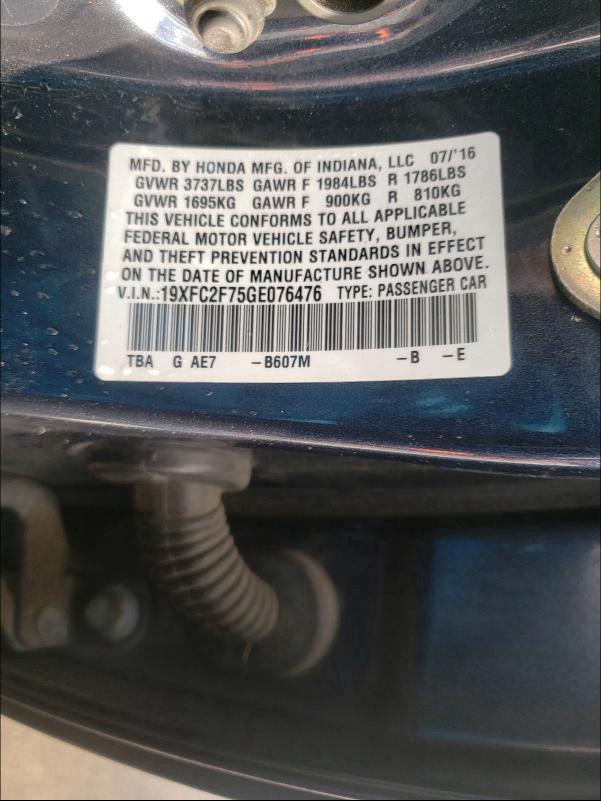 MFD. BY HONDA MFG. OF INDIANA, LLC 07/'16
GVWR 3737LBS GAWR F 1984LBS R 1786LBS
GVWR 1695KG GAWR F 900KG R 810KG
THIS VEHICLE CONFORMS TO ALL APPLICABLE
FEDERAL MOTOR VEHICLE SAFETY, BUMPER,
AND THEFT PREVENTION STANDARDS IN EFFECT
ON THE DATE OF MANUFACTURE SHOWN ABOVE.
V.I.N.:19XFC2F75GE076476 TYPE: PASSENGER CAR
TBA G AE7 -B607M -B -E